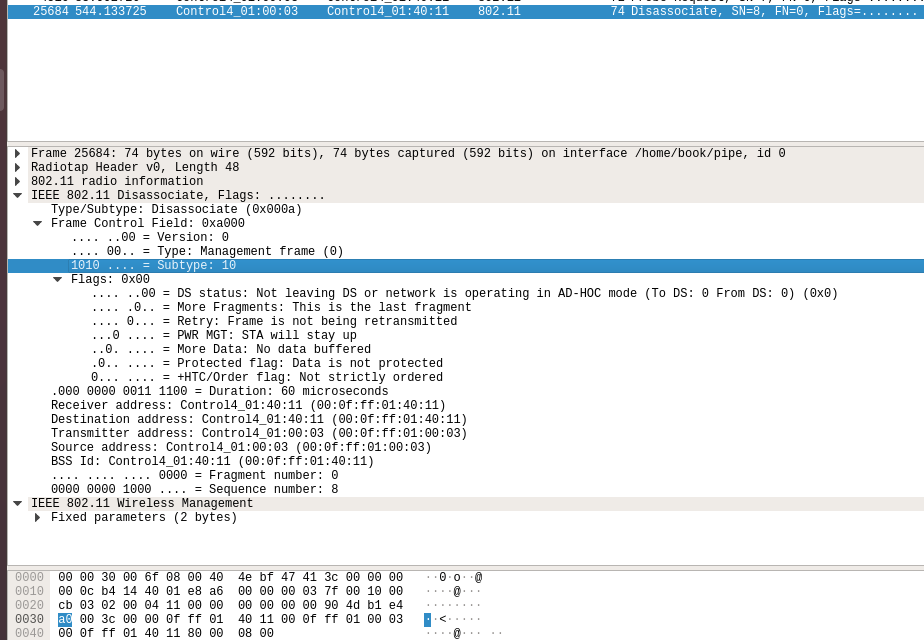 25684 544.133725 Control4_01:00:03 Control4_01:40:11 802.11 74 Disassociate, SN=8, FN=0, Flags=........
Frame 25684: 74 bytes on wire (592 bits), 74 bytes captured (592 bits) on interface /home/book/pipe, id 0
Radiotap Header v0, Length 48
802.11 radio information
IEEE 802.11 Disassociate, Flags: ........
Type/Subtype: Disassociate (0x000a)
Frame Control Field: 0xa000
.... ..00 = Version: 0
.... 00.. = Type: Management frame (0)
1010 .... = Subtype: 10
Flags: 0x00
.... ..00 = DS status: Not leaving DS or network is operating in AD-HOC mode (To DS: 0 From DS: 0) (0x0)
.... .0.. = More Fragments: This is the last fragment
.... 0... = Retry: Frame is not being retransmitted
...0 .... = PWR MGT: STA will stay up
..0. .... = More Data: No data buffered
.0.. .... = Protected flag: Data is not protected
0... .... = +HTC/Order flag: Not strictly ordered
.000 0000 0011 1100 = Duration: 60 microseconds
Receiver address: Control4_01:40:11 (00:0f:ff:01:40:11)
Destination address: Control4_01:40:11 (00:0f:ff:01:40:11)
Transmitter address: Control4_01:00:03 (00:0f:ff:01:00:03)
Source address: Control4_01:00:03 (00:0f:ff:01:00:03)
BSS Id: Control4_01:40:11 (00:0f:ff:01:40:11)
.... .... .... 0000 = Fragment number: 0
0000 0000 1000 .... = Sequence number: 8
IEEE 802.11 Wireless Management
Fixed parameters (2 bytes)
0000 00 00 30 00 6f 08 00 40 4e bf 47 41 3c 00 00 00 ··0·o··@
0010 00 0c b4 14 40 01 e8 a6 00 00 00 03 7f 00 10 00 ····@···
0020 cb 03 02 00 04 11 00 00 00 00 00 00 90 4d b1 e4 ········
0030 a0 00 3c 00 00 0f ff 01 40 11 00 0f ff 01 00 03 ··<·····
0040 00 0f ff 01 40 11 80 00 08 00 ····@··· ··